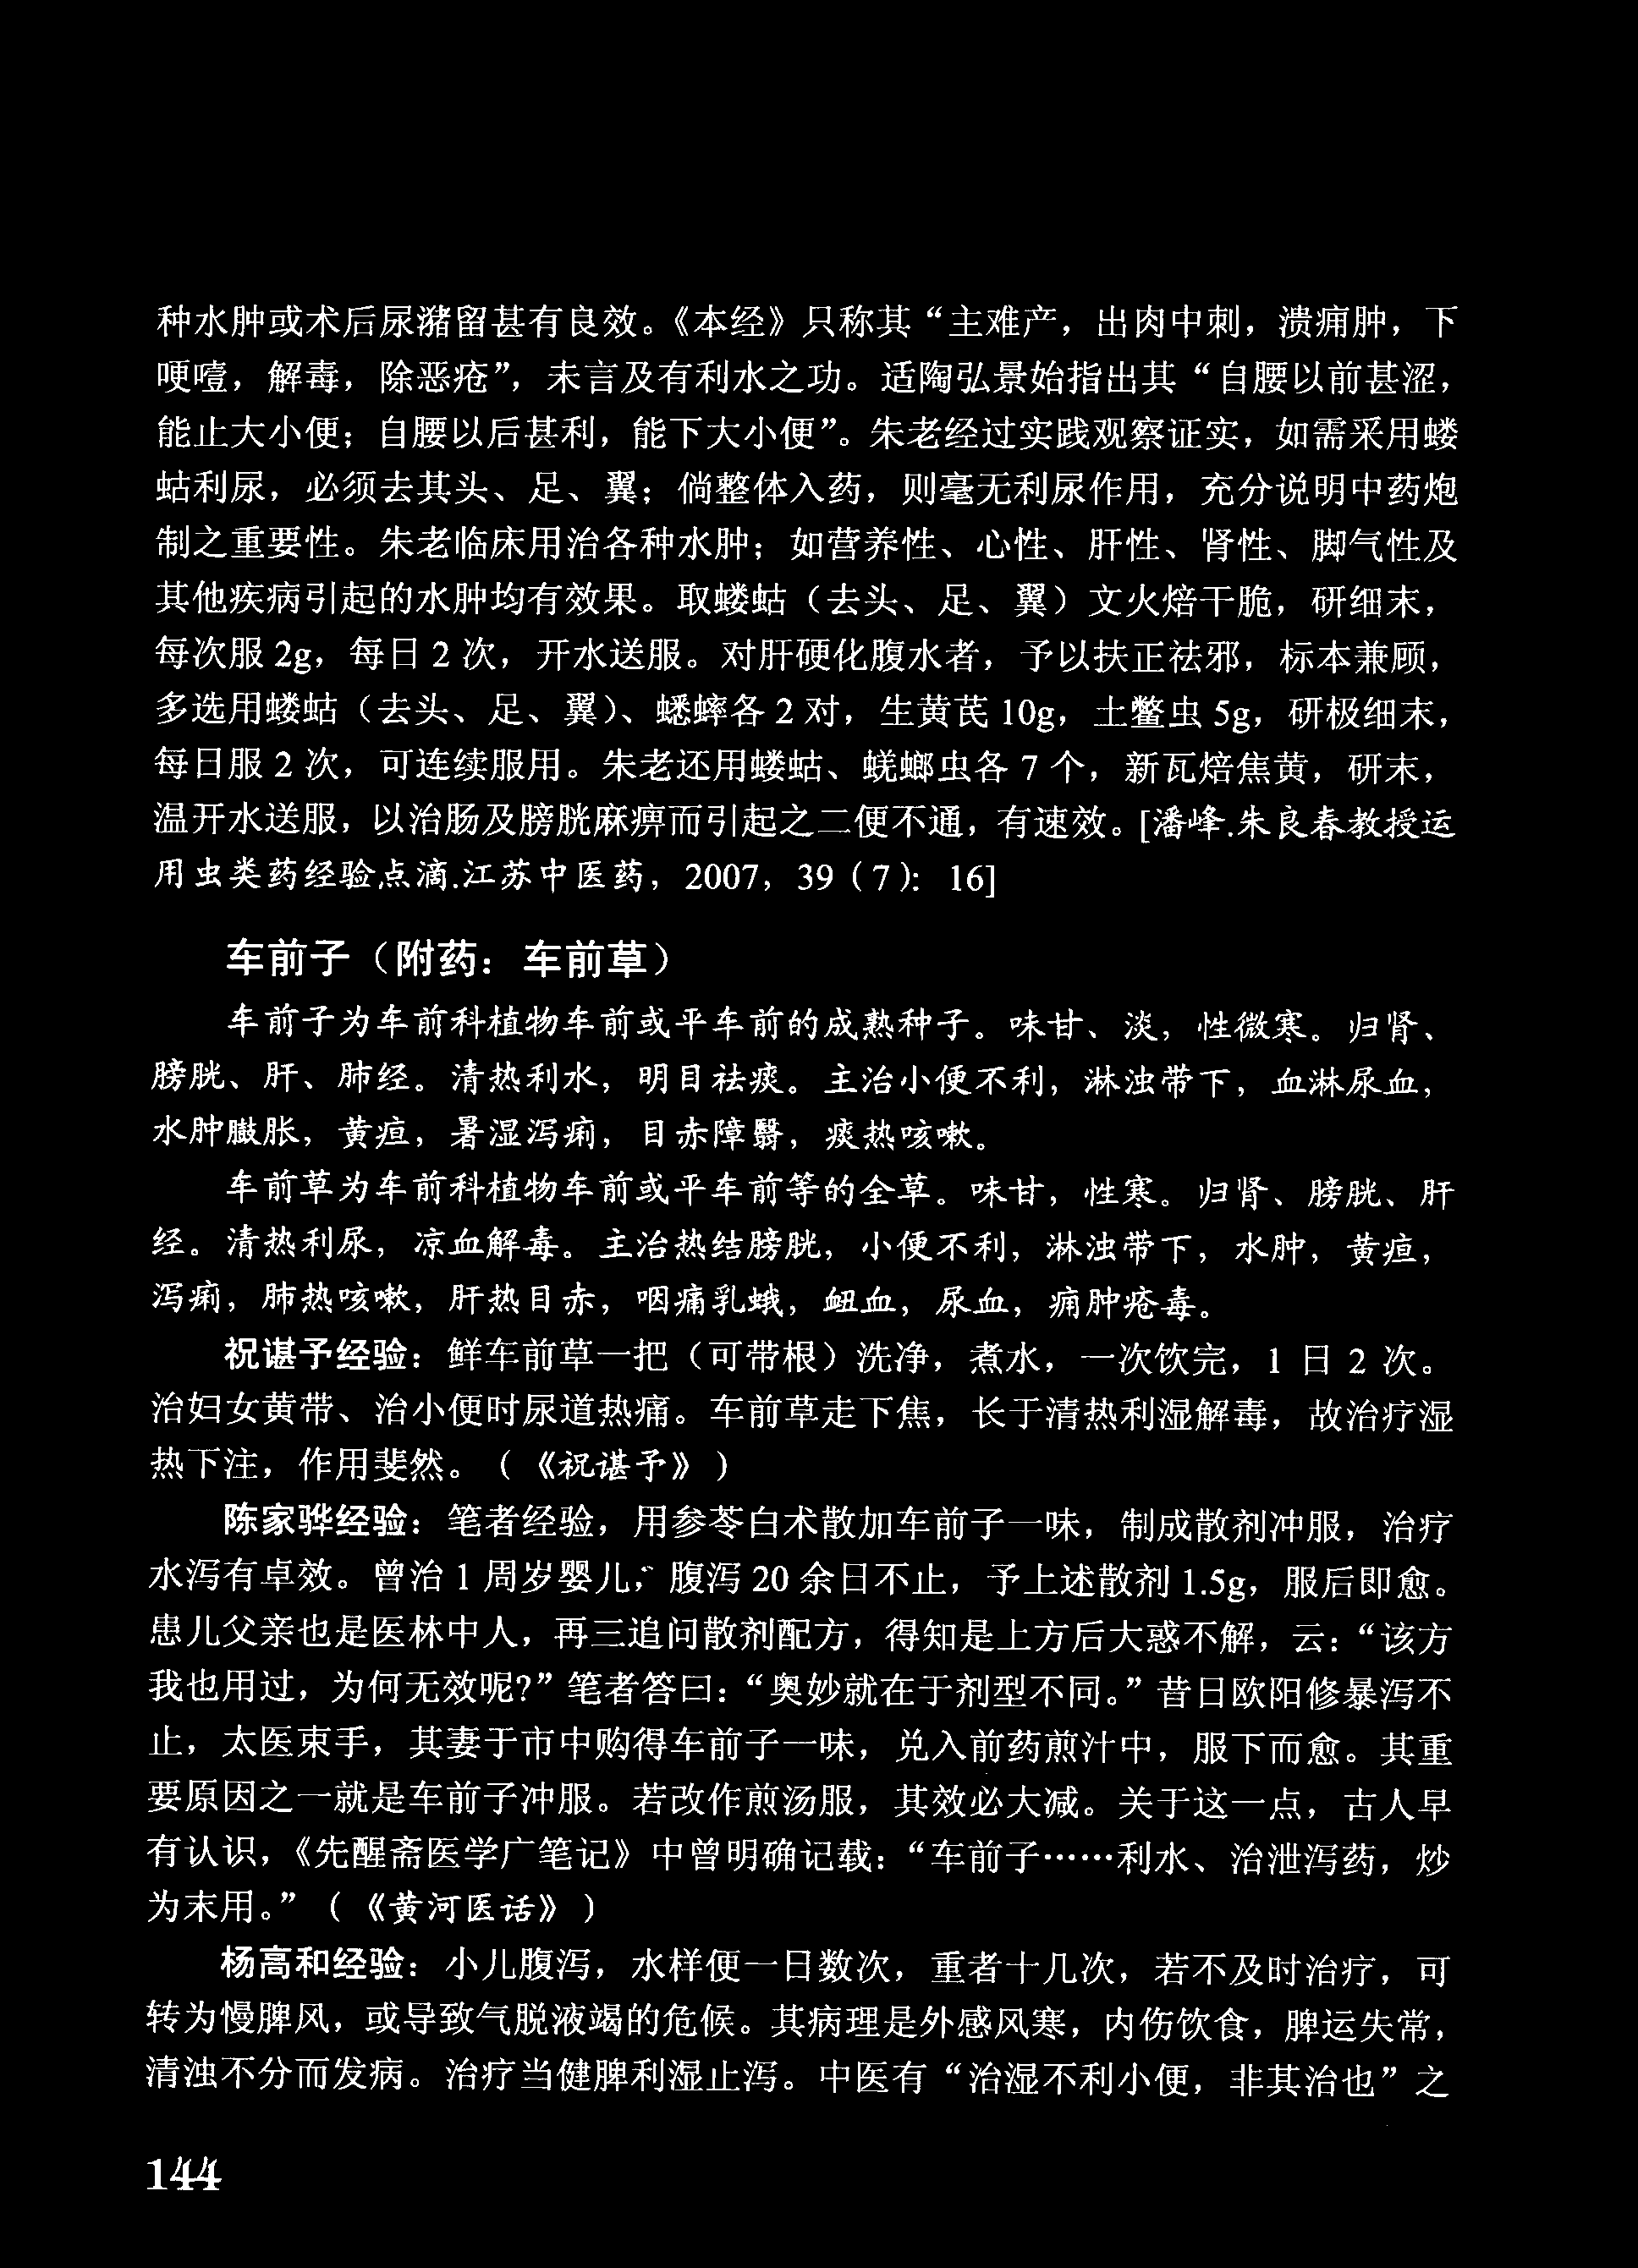 种水肿或术后尿潴留甚有良效。《本经》只称其“主难产，出肉中刺，溃痈肿，下
哽噎，解毒，除恶疮”，未言及有利水之功。适陶弘景始指出其“自腰以前甚涩，
能止大小便；自腰以后甚利，能下大小便”。朱老经过实践观察证实，如需采用蝼
蛄利尿，必须去其头、足、翼；倘整体入药，则毫无利尿作用，充分说明中药炮
制之重要性。朱老临床用治各种水肿；如营养性、心性、肝性、肾性、脚气性及
其他疾病引起的水肿均有效果。取蝼蛄（去头、足、翼）文火焙干脆，研细末，
每次服 2g，每日 2 次，开水送服。对肝硬化腹水者，予以扶正祛邪，标本兼顾，
多选用蝼蛄（去头、足、翼）、蟋蟀各 2 对，生黄芪 10g，土鳖虫 5g，研极细末，
每日服 2 次，可连续服用。朱老还用蝼蛄、蜣螂虫各 7 个，新瓦焙焦黄，研末，
温开水送服，以治肠及膀胱麻痹而引起之二便不通，有速效。[潘峰.朱良春教授运
用虫类药经验点滴.江苏中医药，2007，39（7）：16]
车前子（附药：车前草）
车前子为车前科植物车前或平车前的成熟种子。味甘、淡，性微寒。归肾、
膀胱、肝、肺经。清热利水，明目祛痰。主治小便不利，淋浊带下，血淋尿血，
水肿臌胀，黄疸，暑湿泻痢，目赤障翳，痰热咳嗽。
车前草为车前科植物车前或平车前等的全草。味甘，性寒。归肾、膀胱、肝
经。清热利尿，凉血解毒。主治热结膀胱，小便不利，淋浊带下，水肿，黄疸，
泻痢，肺热咳嗽，肝热目赤，咽痛乳蛾，衄血，尿血，痈肿疮毒。
祝谌予经验：鲜车前草一把（可带根）洗净，煮水，一次饮完，1 日 2 次。
治妇女黄带、治小便时尿道热痛。车前草走下焦，长于清热利湿解毒，故治疗湿
热下注，作用斐然。（《祝谌予》）
陈家骅经验：笔者经验，用参苓白术散加车前子一味，制成散剂冲服，治疗
水泻有卓效。曾治 1 周岁婴儿，腹泻 20 余日不止，予上述散剂 1.5g，服后即愈。
患儿父亲也是医林中人，再三追问散剂配方，得知是上方后大惑不解，云：“该方
我也用过，为何无效呢?”笔者答曰：“奥妙就在于剂型不同。”昔日欧阳修暴泻不
止，太医束手，其妻于市中购得车前子一味，兑入前药煎汁中，服下而愈。其重
要原因之一就是车前子冲服。若改作煎汤服，其效必大减。关于这一点，古人早
有认识，《先醒斋医学广笔记》中曾明确记载：“车前子……利水、治泄泻药，炒
为末用。”（《黄河医话》）
杨高和经验：小儿腹泻，水样便一日数次，重者十几次，若不及时治疗，可
转为慢脾风，或导致气脱液竭的危候。其病理是外感风寒，内伤饮食，脾运失常，
清浊不分而发病。治疗当健脾利湿止泻。中医有“治湿不利小便，非其治也”之
144